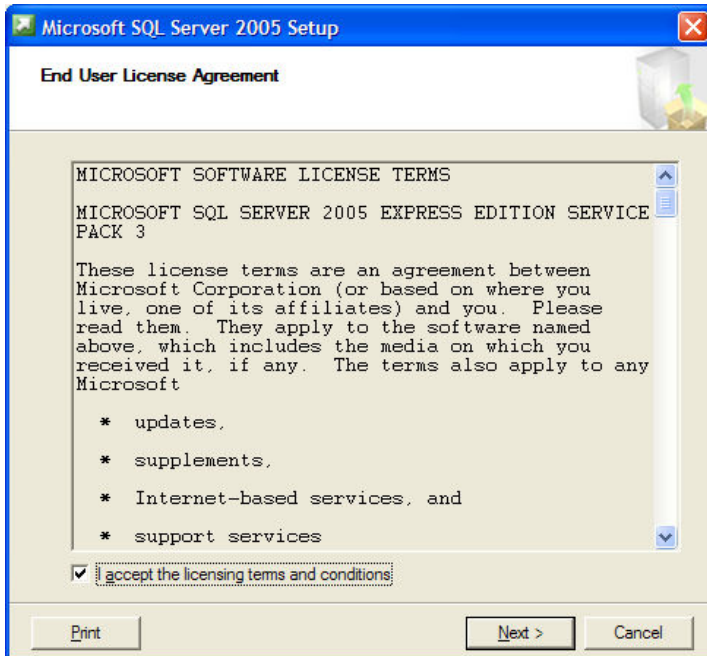 Microsoft SQL Server 2005 Setup
End User License Agreement
MICROSOFT SOFTWARE LICENSE TERMS
MICROSOFT SQL SERVER 2005 EXPRESS EDITION SERVICE
PACK 3
These license terms are an agreement between
Microsoft Corporation (or based on where you
live, one of its affiliates) and you.  Please
read them.  They apply to the software named
above, which includes the media on which you
received it, if any.  The terms also apply to any
Microsoft
* updates,
* supplements,
* Internet-based services, and
* support services
I accept the licensing terms and conditions
Print
Next >
Cancel